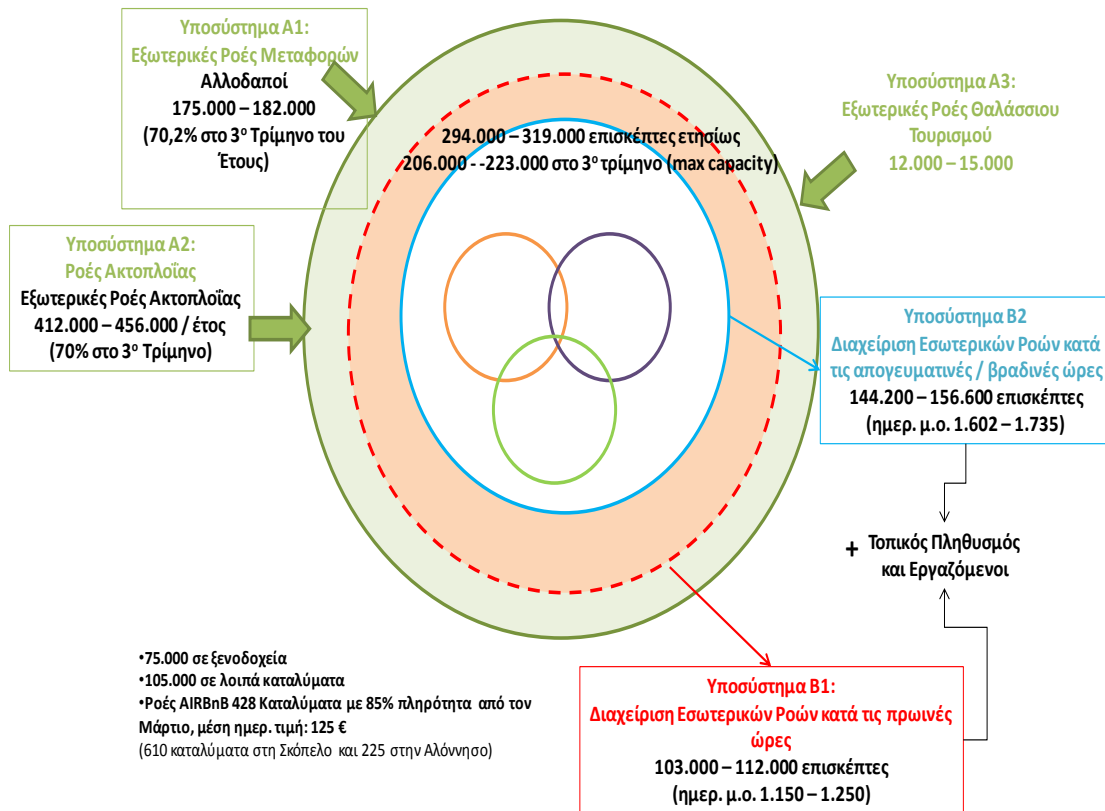 Υποσύστημα Α1:
Εξωτερικές Ροές Μεταφορών
Αλλοδαποί
175.000 – 182.000
(70,2% στο 3ο Τρίμηνο του
Έτους)
Υποσύστημα Α3:
Εξωτερικές Ροές Θαλάσσιου
Τουρισμού
12.000 – 15.000
294.000 – 319.000 επισκέπτες ετησίως
206.000 - -223.000 στο 3ο τρίμηνο (max capacity)
Υποσύστημα Α2:
Ροές Ακτοπλοΐας
Εξωτερικές Ροές Ακτοπλοΐας
412.000 – 456.000 / έτος
(70% στο 3ο Τρίμηνο)
Υποσύστημα Β2
Διαχείριση Εσωτερικών Ροών κατά
τις απογευματινές / βραδινές ώρες
144.200 – 156.600 επισκέπτες
(ημερ. μ.ο. 1.602 – 1.735)
+ Τοπικός Πληθυσμός
και Εργαζόμενοι
•75.000 σε ξενοδοχεία
•105.000 σε λοιπά καταλύματα
•Ροές AIRBnB 428 Καταλύματα με 85% πληρότητα από τον
Μάρτιο, μέση ημερ. τιμή: 125 €
(610 καταλύματα στη Σκόπελο και 225 στην Αλόννησο)
Υποσύστημα Β1:
Διαχείριση Εσωτερικών Ροών κατά τις πρωινές
ώρες
103.000 – 112.000 επισκέπτες
(ημερ. μ.ο. 1.150 – 1.250)